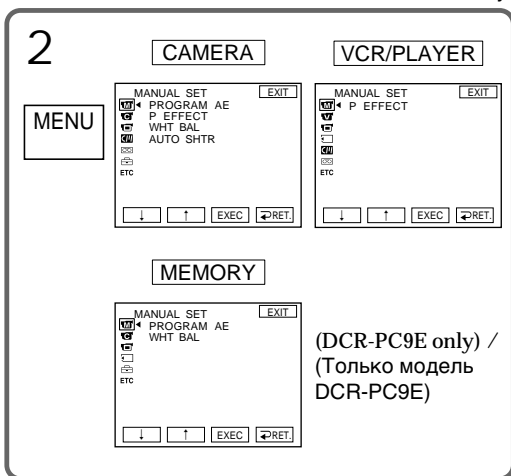 2
CAMERA
VCR/PLAYER
MENU
MANUAL SET EXIT
PROGRAM AE
P EFFECT
WHT BAL
AUTO SHTR
ETC
↓ ↑ EXEC RET.
MANUAL SET EXIT
P EFFECT
ETC
↓ ↑ EXEC RET.
MEMORY
MANUAL SET EXIT
PROGRAM AE
WHT BAL
ETC
↓ ↑ EXEC RET.
(DCR-PC9E only) /
(Только модель
DCR-PC9E)